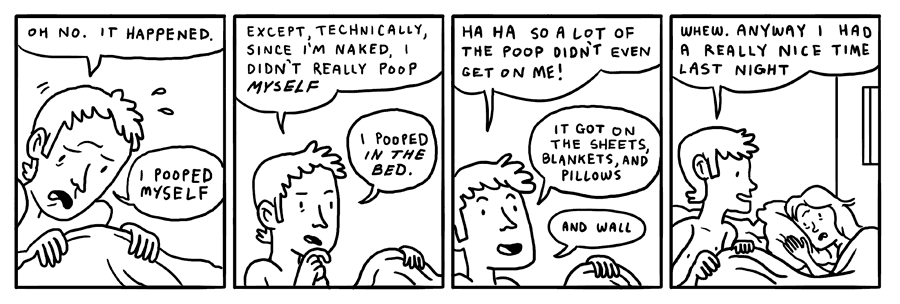 OH NO. IT HAPPENED.
I POOPED
MYSELF
EXCEPT, TECHNICALLY,
SINCE I'M NAKED, I
DIDN'T REALLY POOP
MYSELF
I POOPED
IN THE
BED.
HA HA SO A LOT OF
THE POOP DIDN'T EVEN
GET ON ME!
IT GOT ON
THE SHEETS,
BLANKETS, AND
PILLOWS
AND WALL
WHEW. ANYWAY I HAD
A REALLY NICE TIME
LAST NIGHT